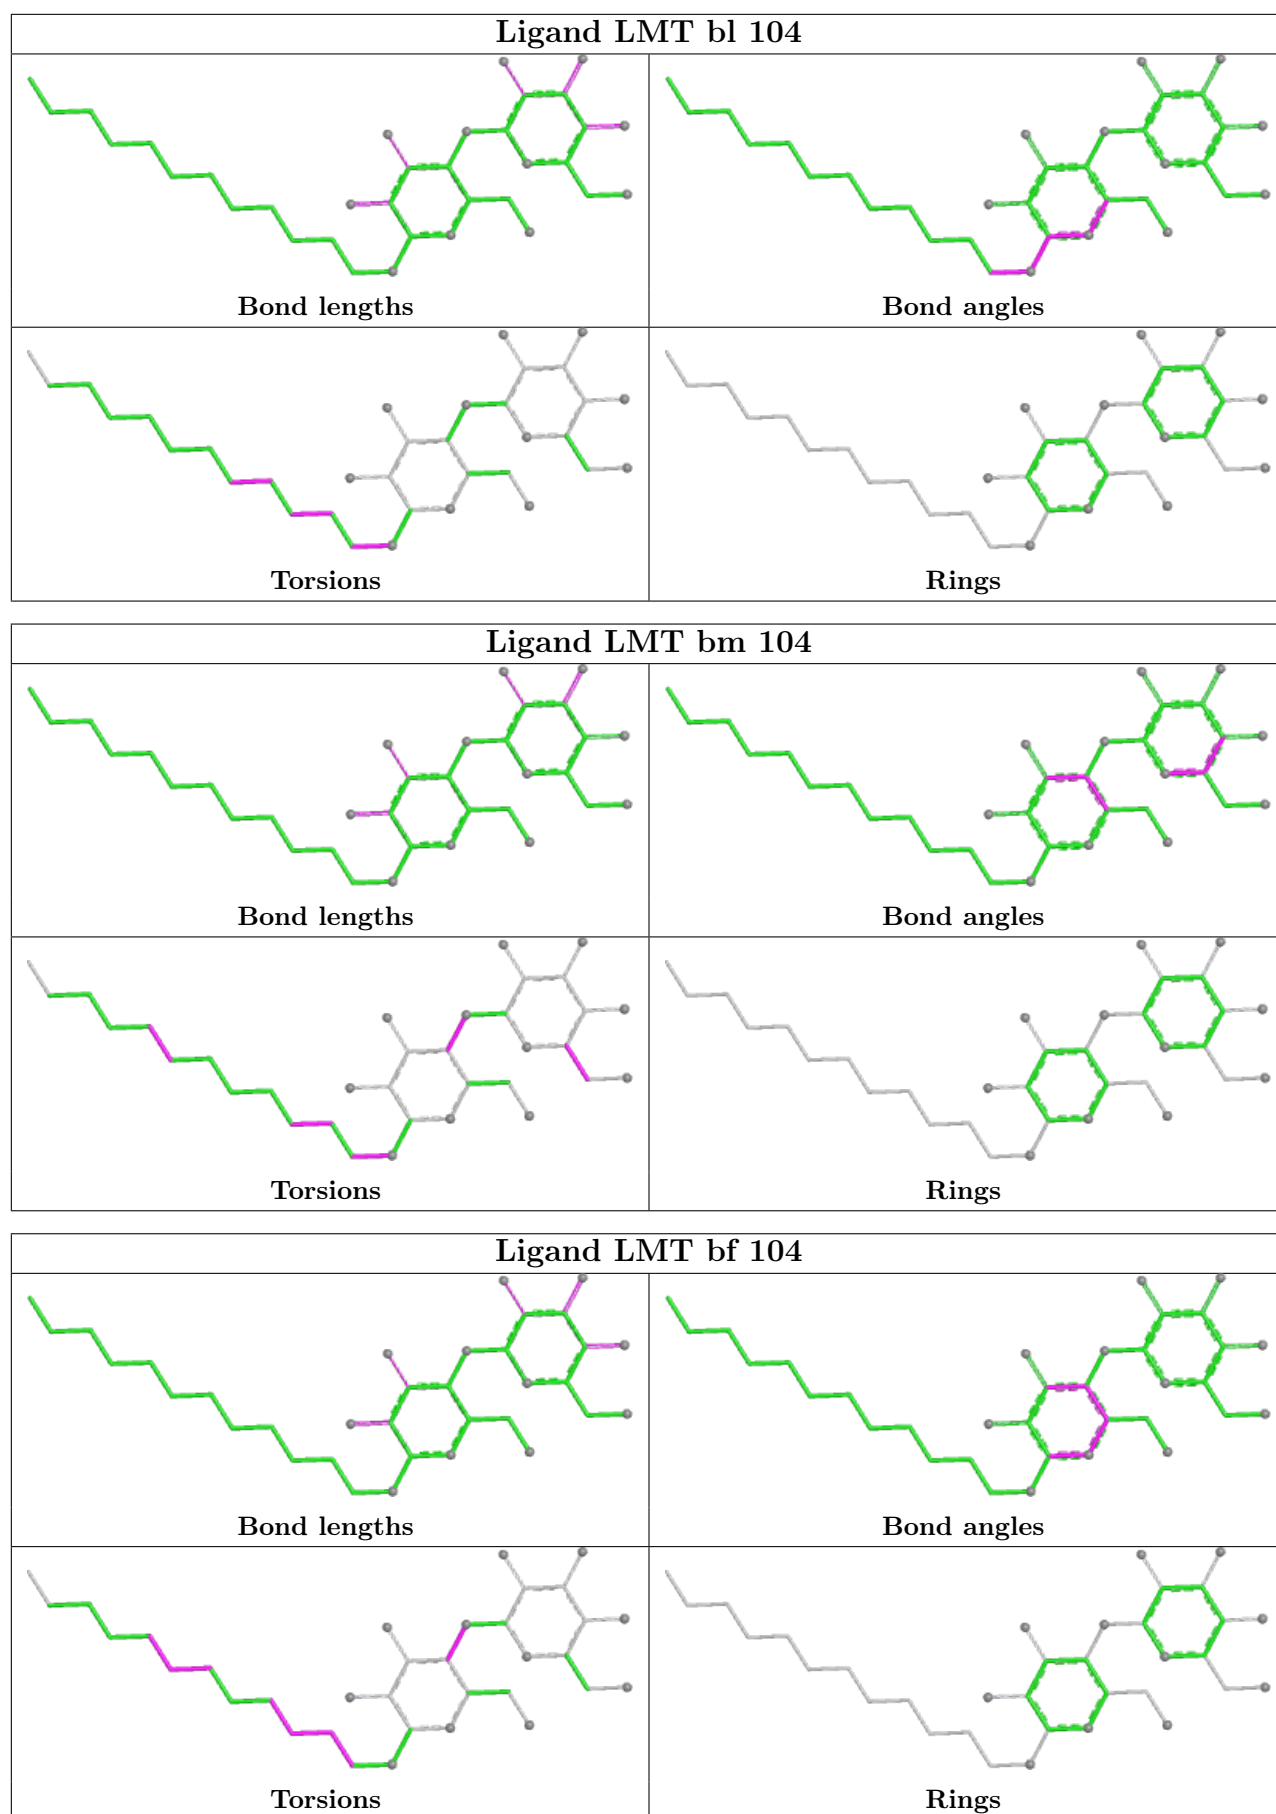 Ligand LMT bl 104
Bond lengths
Bond angles
Torsions
Rings
Ligand LMT bm 104
Bond lengths
Bond angles
Torsions
Rings
Ligand LMT bf 104
Bond lengths
Bond angles
Torsions
Rings